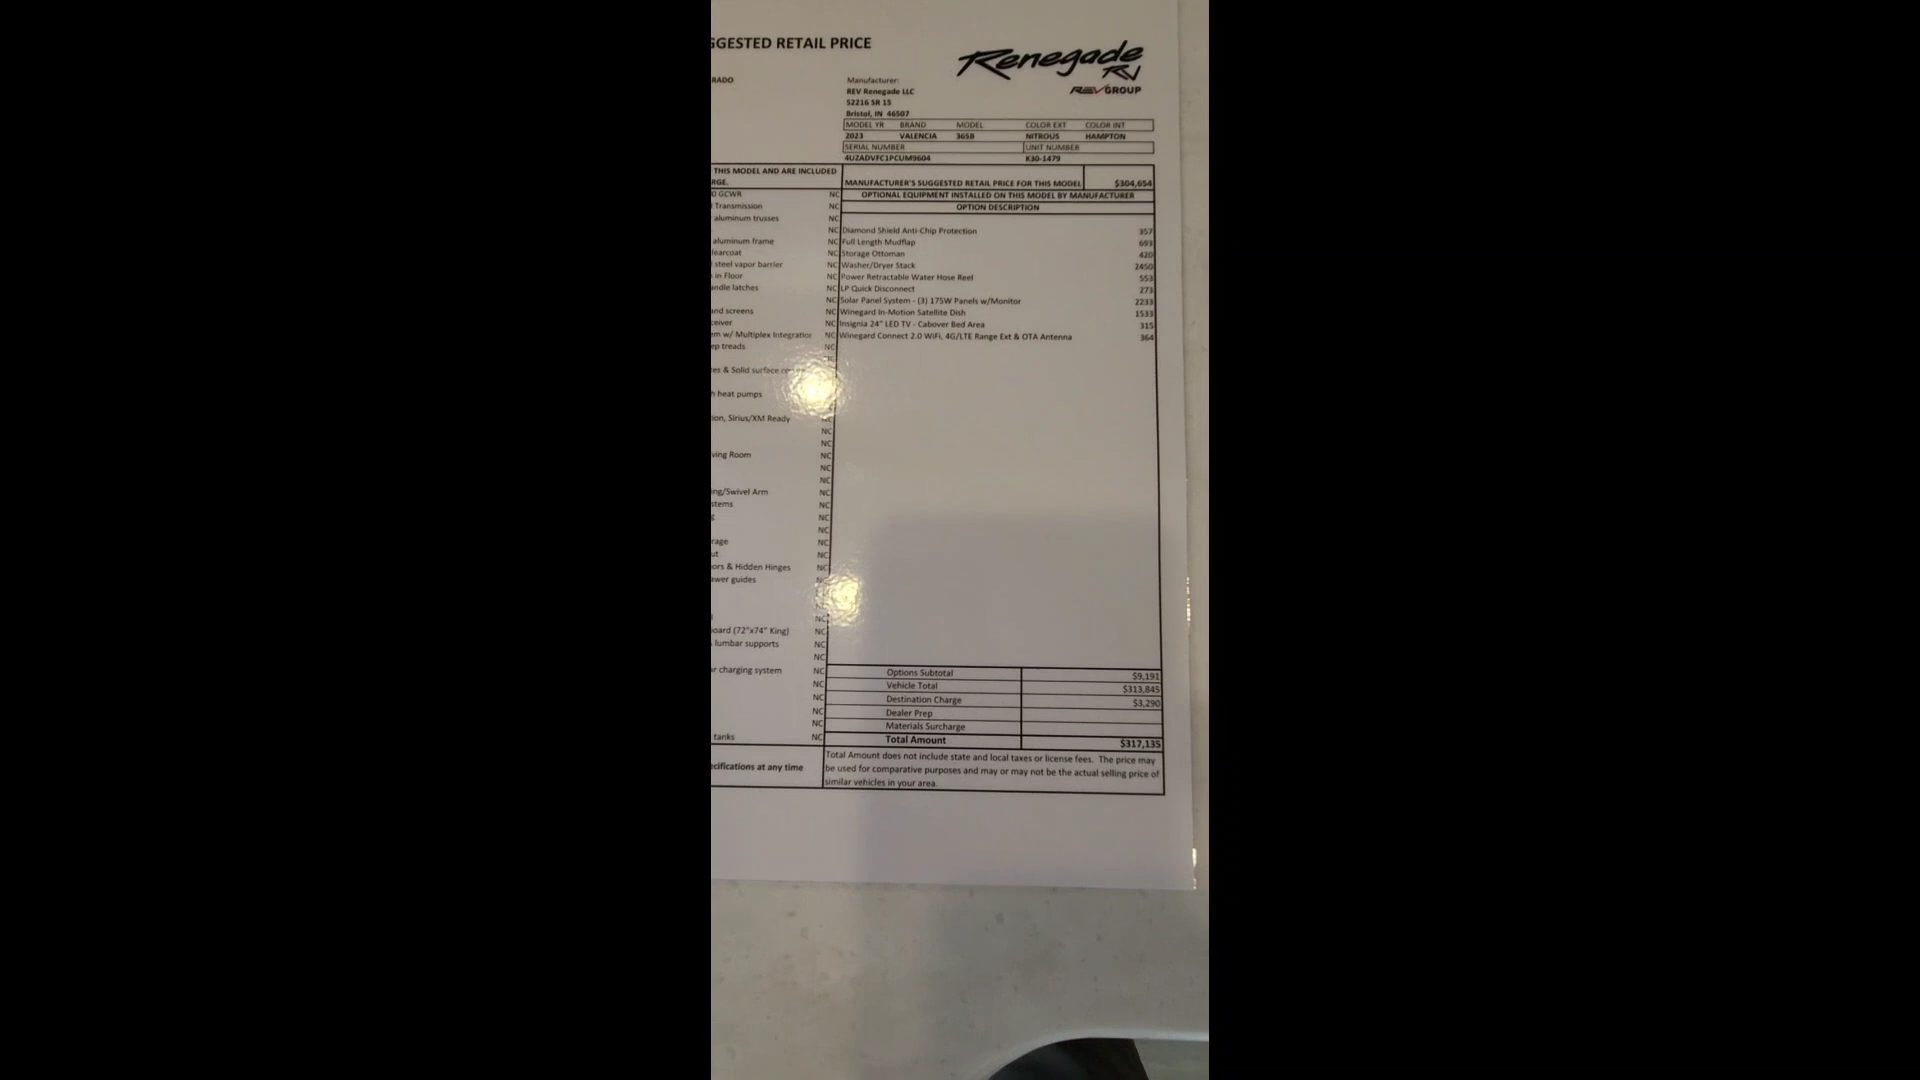 GGESTED RETAIL PRICE
Renegade
RV
REV GROUP
RADO
Manufacturer:
REV Renegade LLC
52216 SR 15
Bristol, IN 46507
MODEL YR BRAND MODEL COLOR EXT COLOR INT
2023 VALENCIA 36SB NITROUS HAMPTON
SERIAL NUMBER UNIT NUMBER
4UZADVFC1PCUM9604 K30-1479
THIS MODEL AND ARE INCLUDED
RGE.
MANUFACTURER'S SUGGESTED RETAIL PRICE FOR THIS MODEL $304,654
OPTIONAL EQUIPMENT INSTALLED ON THIS MODEL BY MANUFACTURER
OPTION DESCRIPTION
GCWR NC
Transmission NC
aluminum trusses NC
NC
aluminum frame NC
learcoat NC
steel vapor barrier NC
in Floor NC
andle latches NC
NC
and screens NC
ceiver NC
em w/ Multiplex Integration NC
ep treads NC
es & Solid surface
heat pumps
ion, Sirius/XM Ready NC
NC
NC
ving Room NC
NC
NC
ing/Swivel Arm NC
stems NC
NC
NC
rage NC
ut NC
ors & Hidden Hinges NC
awer guides
NC
oard (72"x74" King) NC
lumbar supports NC
NC
r charging system NC
NC
NC
NC
NC
tanks NC
cifications at any time
Diamond Shield Anti-Chip Protection 357
Full Length Mudflap 693
Storage Ottoman 420
Washer/Dryer Stack 2450
Power Retractable Water Hose Reel 553
LP Quick Disconnect 273
Solar Panel System - (3) 175W Panels w/Monitor 2233
Winegard In-Motion Satellite Dish 1533
Insignia 24" LED TV - Cabover Bed Area 315
Winegard Connect 2.0 WiFi, 4G/LTE Range Ext & OTA Antenna 364
Options Subtotal $9,191
Vehicle Total $313,845
Destination Charge $3,290
Dealer Prep
Materials Surcharge
Total Amount $317,135
Total Amount does not include state and local taxes or license fees. The price may
be used for comparative purposes and may or may not be the actual selling price of
similar vehicles in your area.